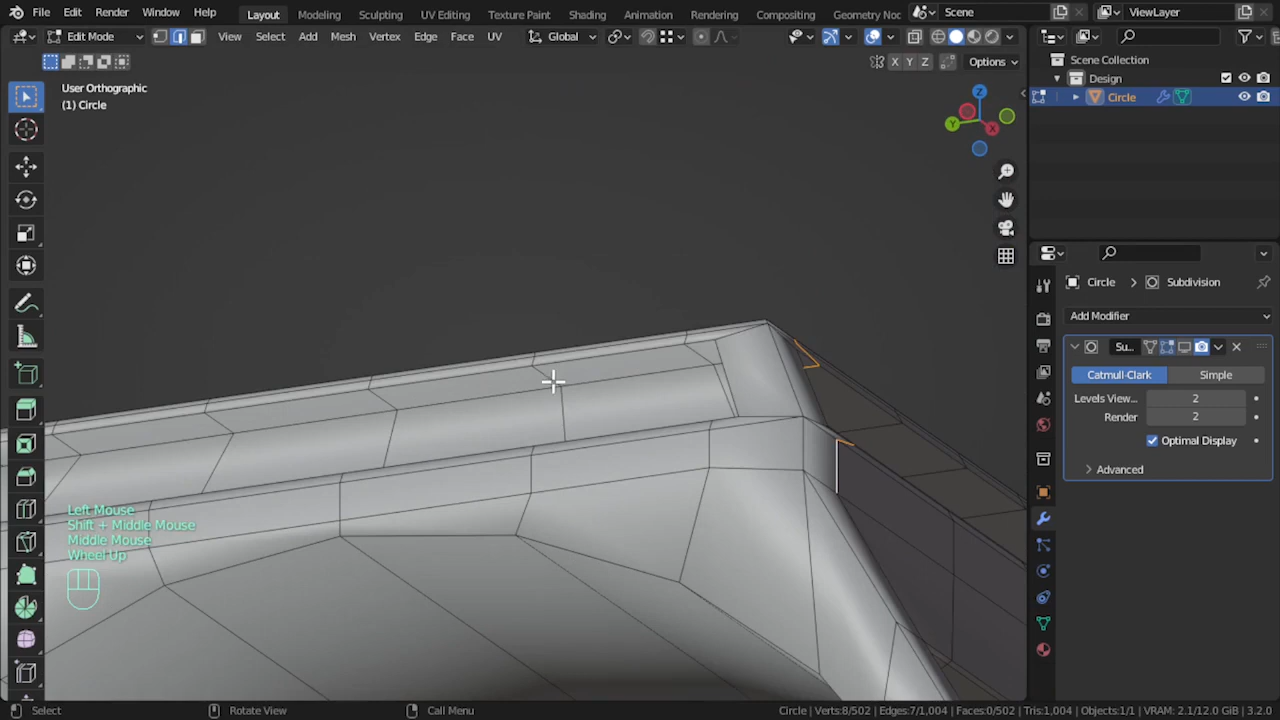 File Edit Render Window Help Layout Modeling Sculpting UV Editing Texture Paint Shading Animation Rendering Compositing Geometry Noc Scene ViewLayer
Edit Mode View Select Add Mesh Vertex Edge Face UV Global
X Y Z Options
User Orthographic
(1) Circle
Z
Y
X
Scene Collection
Design
Circle
Circle > Subdivision
Add Modifier
Su...
Catmull-Clark Simple
Levels View... 2
Render 2
Optimal Display
Advanced
Left Mouse
Shift + Middle Mouse
Middle Mouse
Wheel Up
Select Rotate View Call Menu Circle | Verts:8/502 | Edges:7/1,004 | Faces:0/502 | Tris:1,004 | Objects:1/1 | VRAM: 2.1/12.0 GiB | 3.2.0